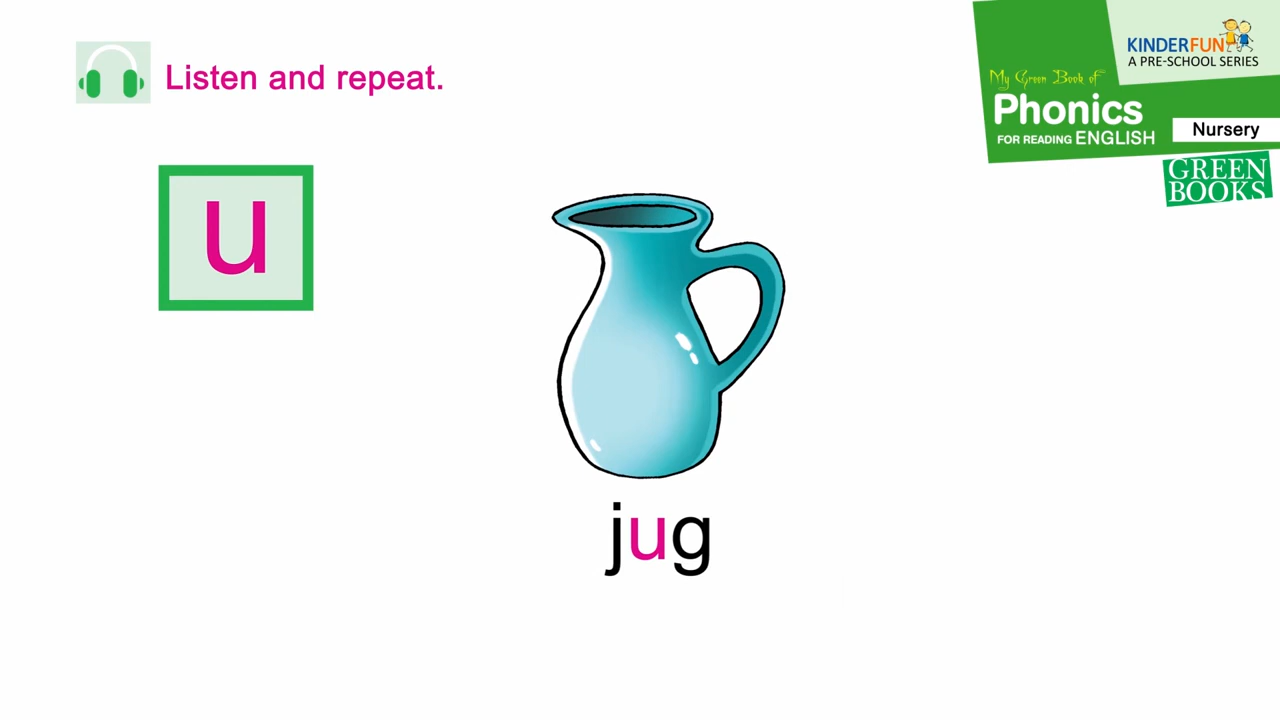 Listen and repeat.
KINDERFUN
A PRE-SCHOOL SERIES
My Green Book of
Phonics
FOR READING ENGLISH
Nursery
GREEN
BOOKS
u
jug